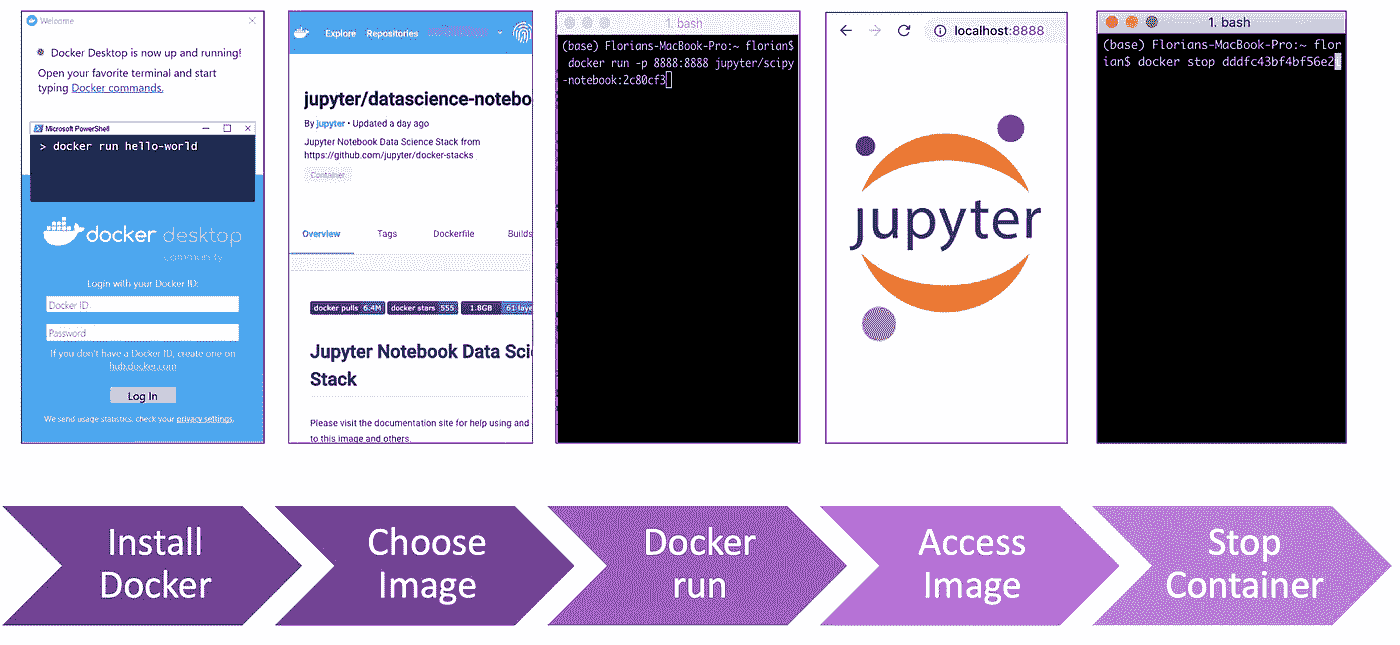 Welcome
Docker Desktop is now up and running!
Open your favorite terminal and start
typing Docker commands.
Microsoft PowerShell
> docker run hello-world
docker desktop
community
Login with your Docker ID:
Docker ID
Password
If you don't have a Docker ID, create one on
hub.docker.com
Log In
We send usage statistics, check your privacy settings.
Explore Repositories
jupyter/datascience-notebo
By jupyter • Updated a day ago
Jupyter Notebook Data Science Stack from
https://github.com/jupyter/docker-stacks
Container
Overview Tags Dockerfile Builds
docker pulls 6.4M docker stars 555 1.8GB 61 laye
Jupyter Notebook Data Scie
Stack
Please visit the documentation site for help using and
to this image and others.
1. bash
(base) Florians-MacBook-Pro:~ florian$
docker run -p 8888:8888 jupyter/scipy
-notebook:2c80cf3
localhost:8888
jupyter
1. bash
(base) Florians-MacBook-Pro:~ flor
ian$ docker stop dddfc43bf4bf56e2
Install
Docker
Choose
Image
Docker
run
Access
Image
Stop
Container